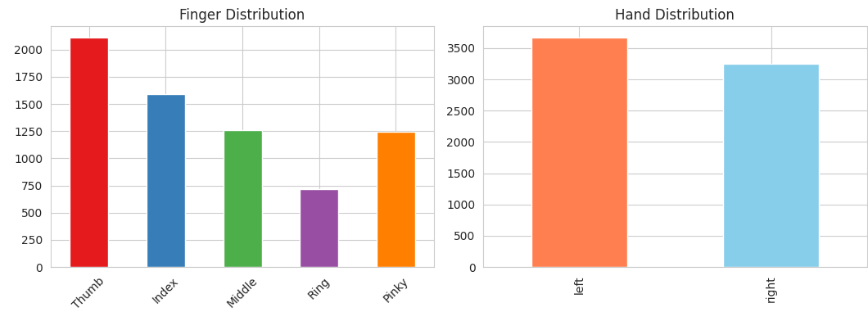 Finger Distribution
2000
1750
1500
1250
1000
750
500
250
0
Thumb
Index
Middle
Ring
Pinky
Hand Distribution
3500
3000
2500
2000
1500
1000
500
0
left
right